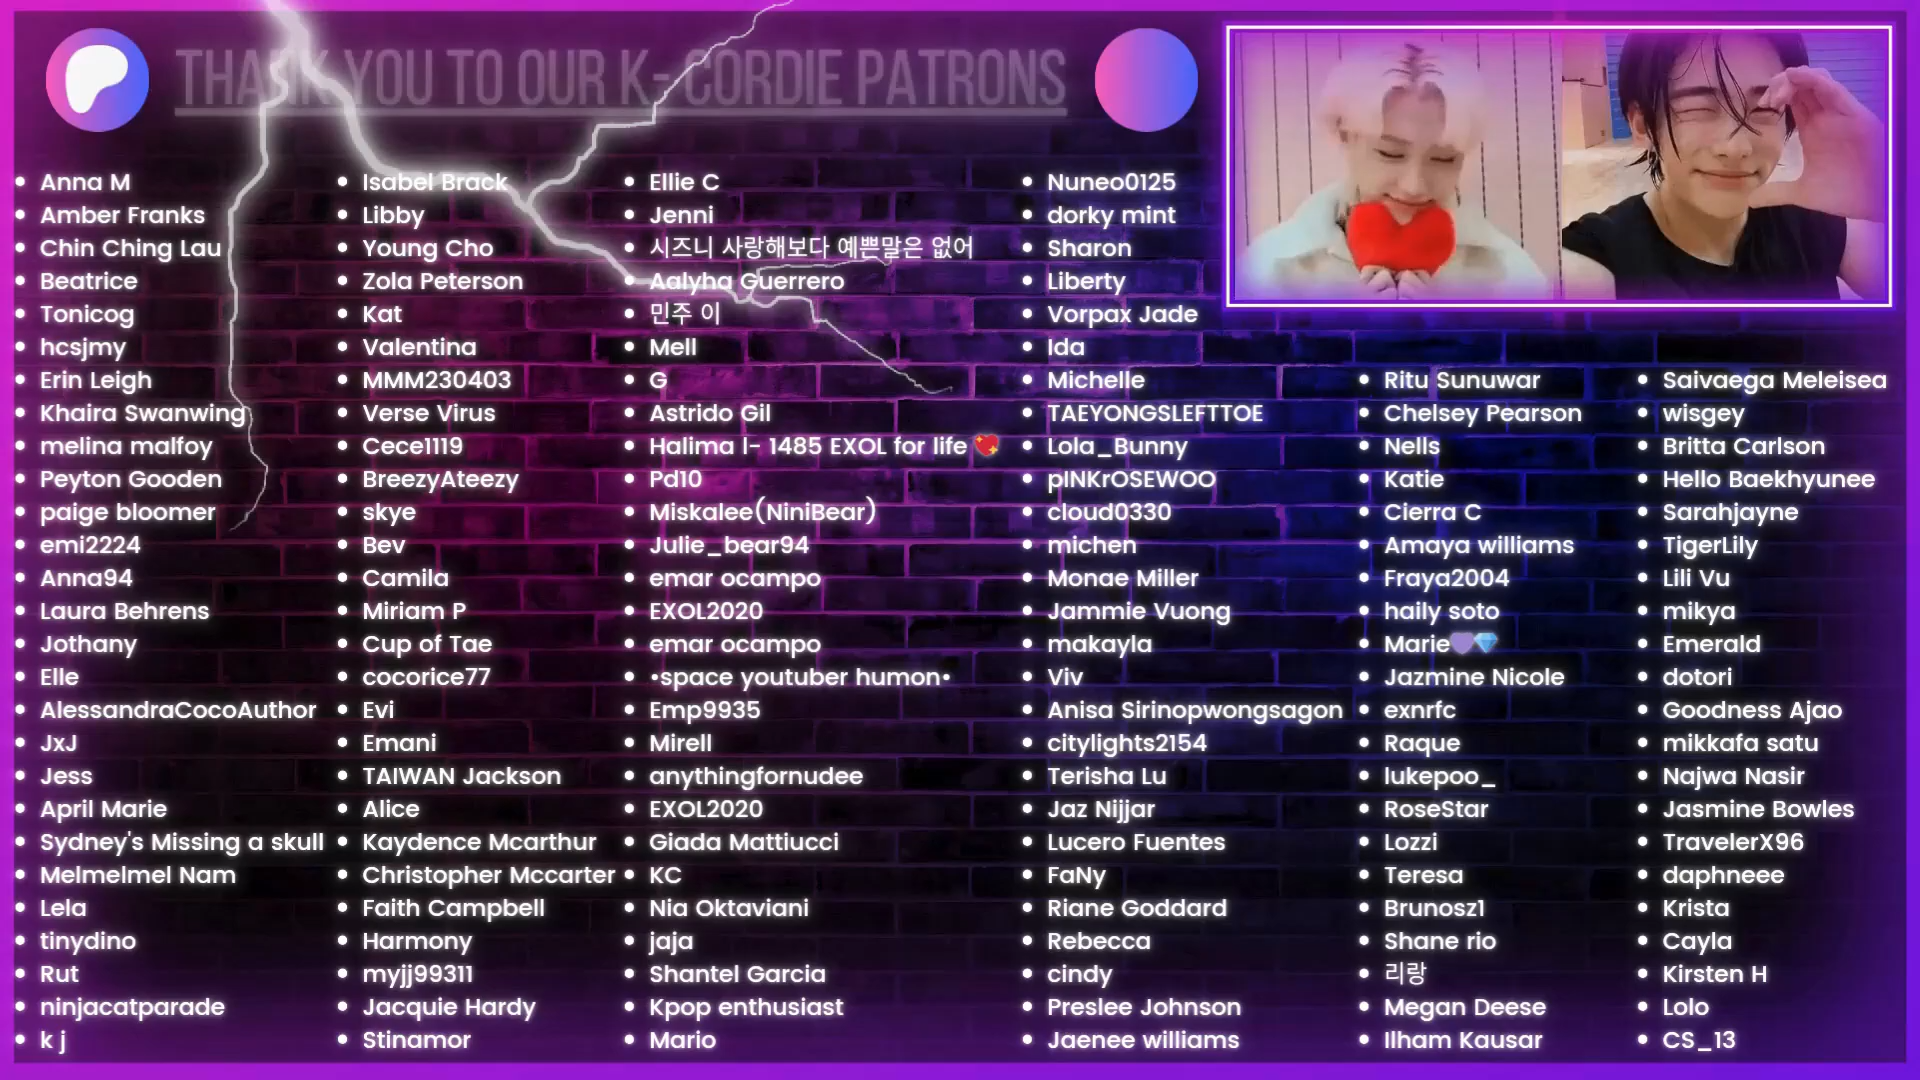 THANK YOU TO OUR K-CORDIE PATRONS
Anna M
Amber Franks
Chin Ching Lau
Beatrice
Tonicog
hcsjmy
Erin Leigh
Khaira Swanwing
melina malfoy
Peyton Gooden
paige bloomer
emi2224
Anna94
Laura Behrens
Jothany
Elle
AlessandraCocoAuthor
JxJ
Jess
April Marie
Sydney's Missing a skull
Melmelmel Nam
Lela
tinydino
Rut
ninjacatparade
k j
Isabel Brack
Libby
Young Cho
Zola Peterson
Kat
Valentina
MMM230403
Verse Virus
Cece1119
BreezyAteezy
skye
Bev
Camila
Miriam P
Cup of Tae
cocorice77
Evi
Emani
TAIWAN Jackson
Alice
Kaydence Mcarthur
Christopher Mccarter
Faith Campbell
Harmony
myjj99311
Jacquie Hardy
Stinamor
Ellie C
Jenni
시즈니 사랑해보다 예쁜말은 없어
Aalyha Guerrero
민주 이
Mell
G
Astrido Gil
Halima l- 1485 EXOL for life 💖
Pd10
Miskalee(NiniBear)
Julie_bear94
emar ocampo
EXOL2020
emar ocampo
•space youtuber humon•
Emp9935
Mirell
anythingfornudee
EXOL2020
Giada Mattiucci
KC
Nia Oktaviani
jaja
Shantel Garcia
Kpop enthusiast
Mario
Nuneo0125
dorky mint
Sharon
Liberty
Vorpax Jade
Ida
Michelle
TAEYONGSLEFTTOE
Lola_Bunny
pINKrOSEWOO
cloud0330
michen
Monae Miller
Jammie Vuong
makayla
Viv
Anisa Sirinopwongsagon
citylights2154
Terisha Lu
Jaz Nijjar
Lucero Fuentes
FaNy
Riane Goddard
Rebecca
cindy
Preslee Johnson
Jaenee williams
Ritu Sunuwar
Chelsey Pearson
Nells
Katie
Cierra C
Amaya williams
Fraya2004
haily soto
Marie💜💎
Jazmine Nicole
exnrfc
Raque
lukepoo_
RoseStar
Lozzi
Teresa
Brunosz1
Shane rio
리랑
Megan Deese
Ilham Kausar
Saivaega Meleisea
wisgey
Britta Carlson
Hello Baekhyunee
Sarahjayne
TigerLily
Lili Vu
mikya
Emerald
dotori
Goodness Ajao
mikkafa satu
Najwa Nasir
Jasmine Bowles
TravelerX96
daphneee
Krista
Cayla
Kirsten H
Lolo
CS_13